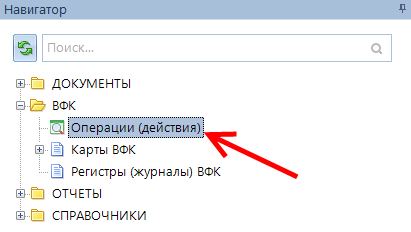 Навигатор
Поиск...
ДОКУМЕНТЫ
ВФК
Операции (действия)
Карты ВФК
Регистры (журналы) ВФК
ОТЧЕТЫ
СПРАВОЧНИКИ